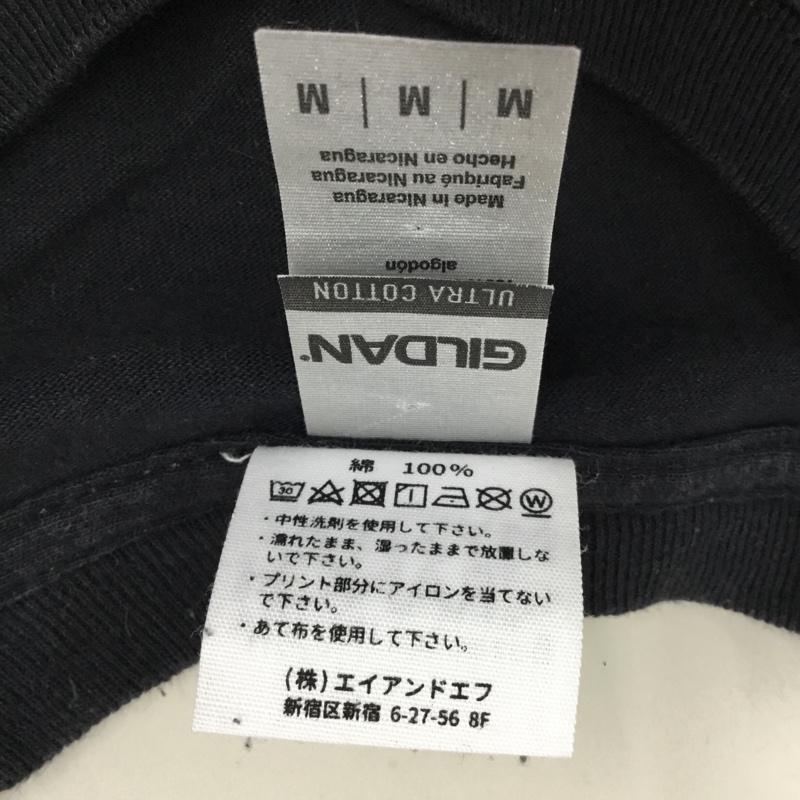 M | M | M
Made in Nicaragua
Fabriqué au Nicaragua
Hecho en Nicaragua
algodón
ULTRA COTTON
GILDAN®
綿 100%
30 W
・中性洗剤を使用して下さい。
・濡れたまま、湿ったままで放置しな
いで下さい。
・プリント部分にアイロンを当てない
で下さい。
・あて布を使用して下さい。
(株)エイアンドエフ
新宿区新宿 6-27-56 8F